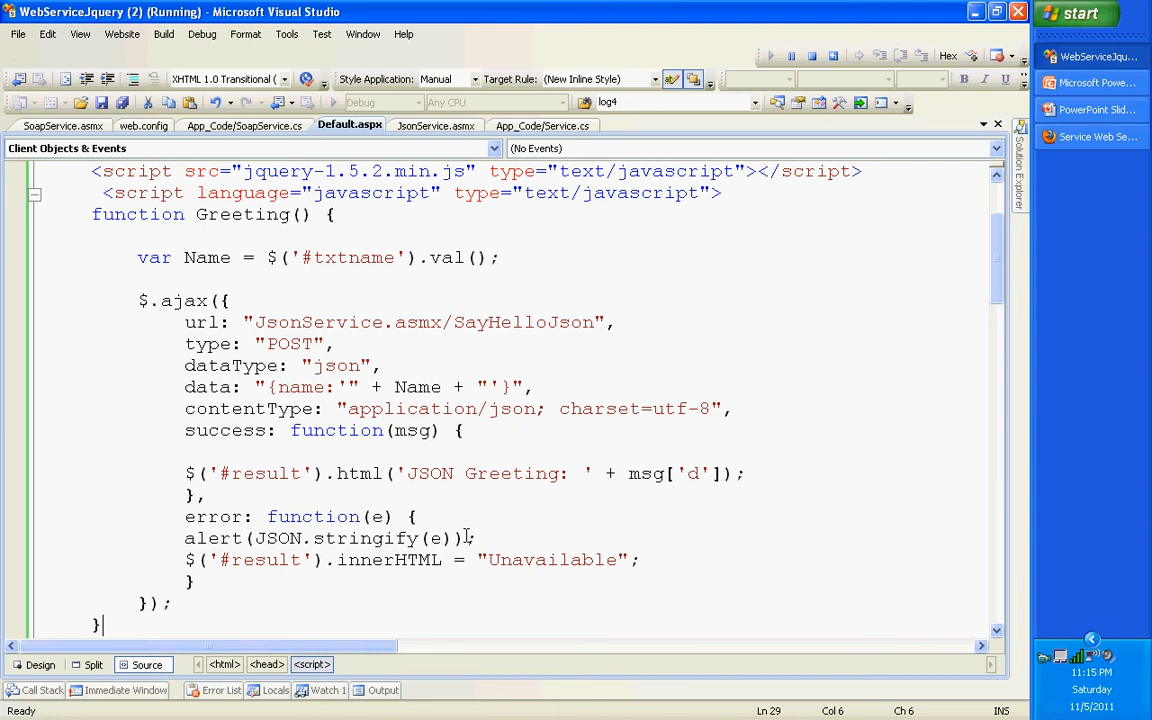 WebServiceJquery (2) (Running) - Microsoft Visual Studio
File Edit View Website Build Debug Format Tools Test Window Help
Hex
XHTML 1.0 Transitional ( Style Application: Manual Target Rule: (New Inline Style) B I U
Debug Any CPU log4
SoapService.asmx web.config App_Code/SoapService.cs Default.aspx JsonService.asmx App_Code/Service.cs
Client Objects & Events (No Events)
<script src="jquery-1.5.2.min.js" type="text/javascript"></script>
<script language="javascript" type="text/javascript">
function Greeting() {
var Name = $('#txtname').val();
$.ajax({
url: "JsonService.asmx/SayHelloJson",
type: "POST",
dataType: "json",
data: "{name:'" + Name + "'}",
contentType: "application/json; charset=utf-8",
success: function(msg) {
$('#result').html('JSON Greeting: ' + msg['d']);
},
error: function(e) {
alert(JSON.stringify(e));
$('#result').innerHTML = "Unavailable";
}
});
}
Design Split Source <html> <head> <script>
Call Stack Immediate Window Error List Locals Watch 1 Output
Ready Ln 29 Col 6 Ch 6 INS
Solution Explorer
start
WebServiceJqu...
Microsoft Powe...
PowerPoint Slid...
Service Web Se...
11:15 PM
Saturday
11/5/2011